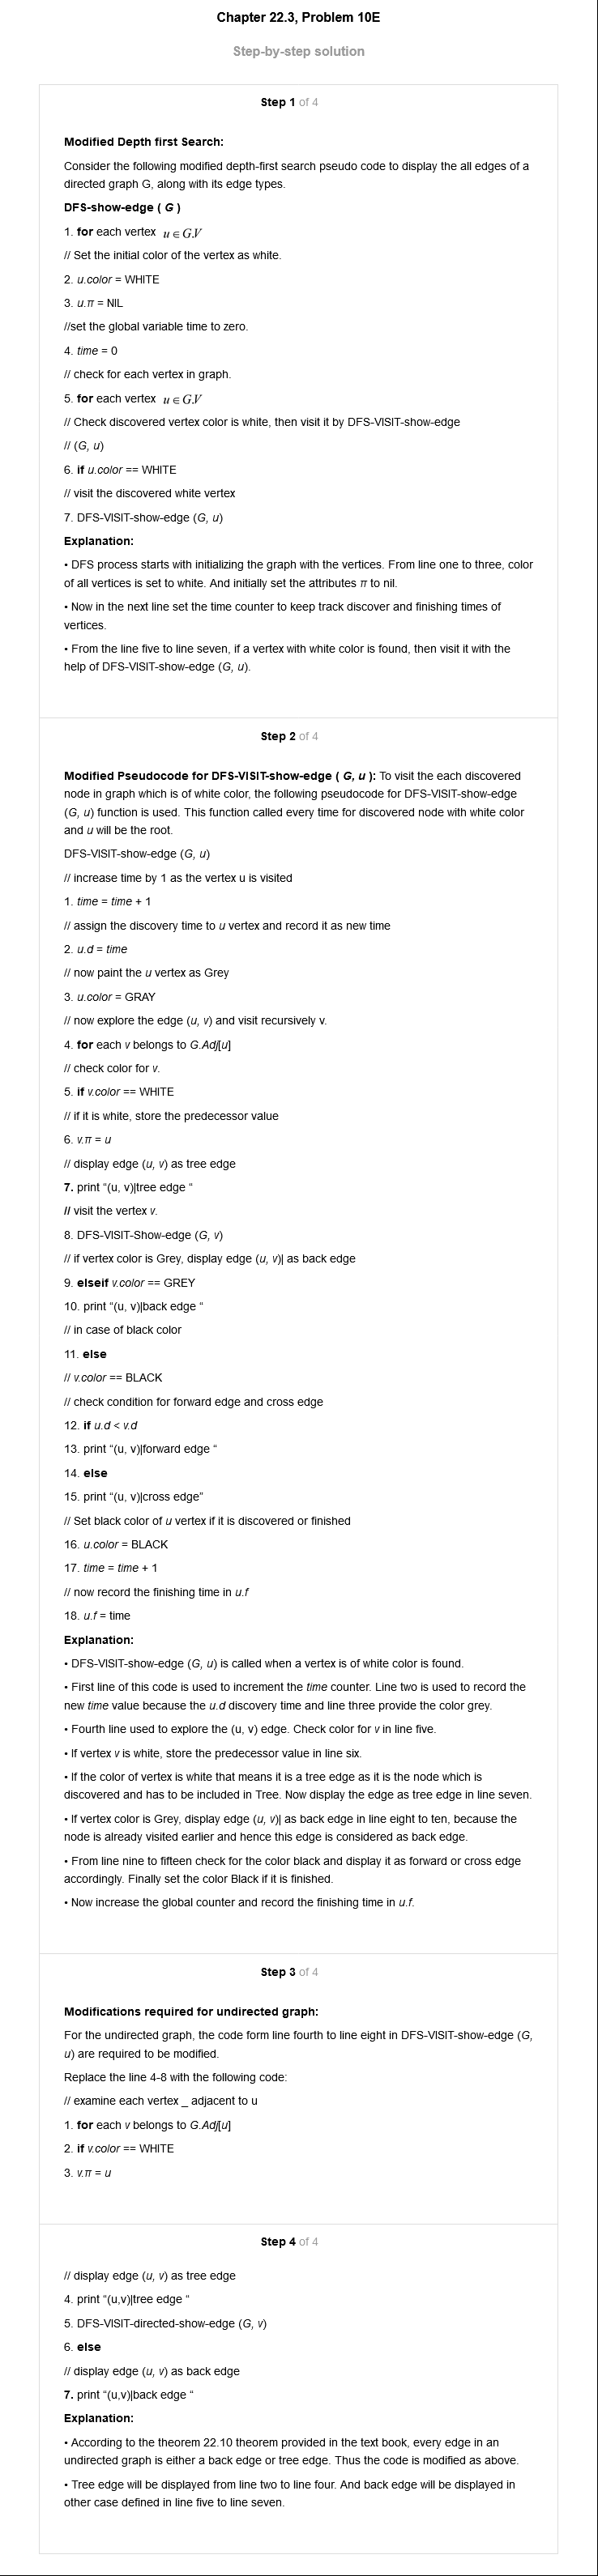 Chapter 22.3, Problem 10E
Step-by-step solution
Step 1 of 4
Modified Depth first Search:
Consider the following modified depth-first search pseudo code to display the all edges of a
directed graph G, along with its edge types.
DFS-show-edge ( G )
1. for each vertex u ∈ G.V
// Set the initial color of the vertex as white.
2. u.color = WHITE
3. u.π = NIL
//set the global variable time to zero.
4. time = 0
// check for each vertex in graph.
5. for each vertex u ∈ G.V
// Check discovered vertex color is white, then visit it by DFS-VISIT-show-edge
// (G, u)
6. if u.color == WHITE
// visit the discovered white vertex
7. DFS-VISIT-show-edge (G, u)
Explanation:
• DFS process starts with initializing the graph with the vertices. From line one to three, color
of all vertices is set to white. And initially set the attributes π to nil.
• Now in the next line set the time counter to keep track discover and finishing times of
vertices.
• From the line five to line seven, if a vertex with white color is found, then visit it with the
help of DFS-VISIT-show-edge (G, u).
Step 2 of 4
Modified Pseudocode for DFS-VISIT-show-edge ( G, u ): To visit the each discovered
node in graph which is of white color, the following pseudocode for DFS-VISIT-show-edge
(G, u) function is used. This function called every time for discovered node with white color
and u will be the root.
DFS-VISIT-show-edge (G, u)
// increase time by 1 as the vertex u is visited
1. time = time + 1
// assign the discovery time to u vertex and record it as new time
2. u.d = time
// now paint the u vertex as Grey
3. u.color = GRAY
// now explore the edge (u, v) and visit recursively v.
4. for each v belongs to G.Adj[u]
// check color for v.
5. if v.color == WHITE
// if it is white, store the predecessor value
6. v.π = u
// display edge (u, v) as tree edge
7. print “(u, v)|tree edge “
// visit the vertex v.
8. DFS-VISIT-Show-edge (G, v)
// if vertex color is Grey, display edge (u, v)| as back edge
9. elseif v.color == GREY
10. print “(u, v)|back edge “
// in case of black color
11. else
// v.color == BLACK
// check condition for forward edge and cross edge
12. if u.d < v.d
13. print “(u, v)|forward edge “
14. else
15. print “(u, v)|cross edge”
// Set black color of u vertex if it is discovered or finished
16. u.color = BLACK
17. time = time + 1
// now record the finishing time in u.f
18. u.f = time
Explanation:
• DFS-VISIT-show-edge (G, u) is called when a vertex is of white color is found.
• First line of this code is used to increment the time counter. Line two is used to record the
new time value because the u.d discovery time and line three provide the color grey.
• Fourth line used to explore the (u, v) edge. Check color for v in line five.
• If vertex v is white, store the predecessor value in line six.
• If the color of vertex is white that means it is a tree edge as it is the node which is
discovered and has to be included in Tree. Now display the edge as tree edge in line seven.
• If vertex color is Grey, display edge (u, v)| as back edge in line eight to ten, because the
node is already visited earlier and hence this edge is considered as back edge.
• From line nine to fifteen check for the color black and display it as forward or cross edge
accordingly. Finally set the color Black if it is finished.
• Now increase the global counter and record the finishing time in u.f.
Step 3 of 4
Modifications required for undirected graph:
For the undirected graph, the code form line fourth to line eight in DFS-VISIT-show-edge (G,
u) are required to be modified.
Replace the line 4-8 with the following code:
// examine each vertex _ adjacent to u
1. for each v belongs to G.Adj[u]
2. if v.color == WHITE
3. v.π = u
Step 4 of 4
// display edge (u, v) as tree edge
4. print “(u,v)|tree edge “
5. DFS-VISIT-directed-show-edge (G, v)
6. else
// display edge (u, v) as back edge
7. print “(u,v)|back edge “
Explanation:
• According to the theorem 22.10 theorem provided in the text book, every edge in an
undirected graph is either a back edge or tree edge. Thus the code is modified as above.
• Tree edge will be displayed from line two to line four. And back edge will be displayed in
other case defined in line five to line seven.